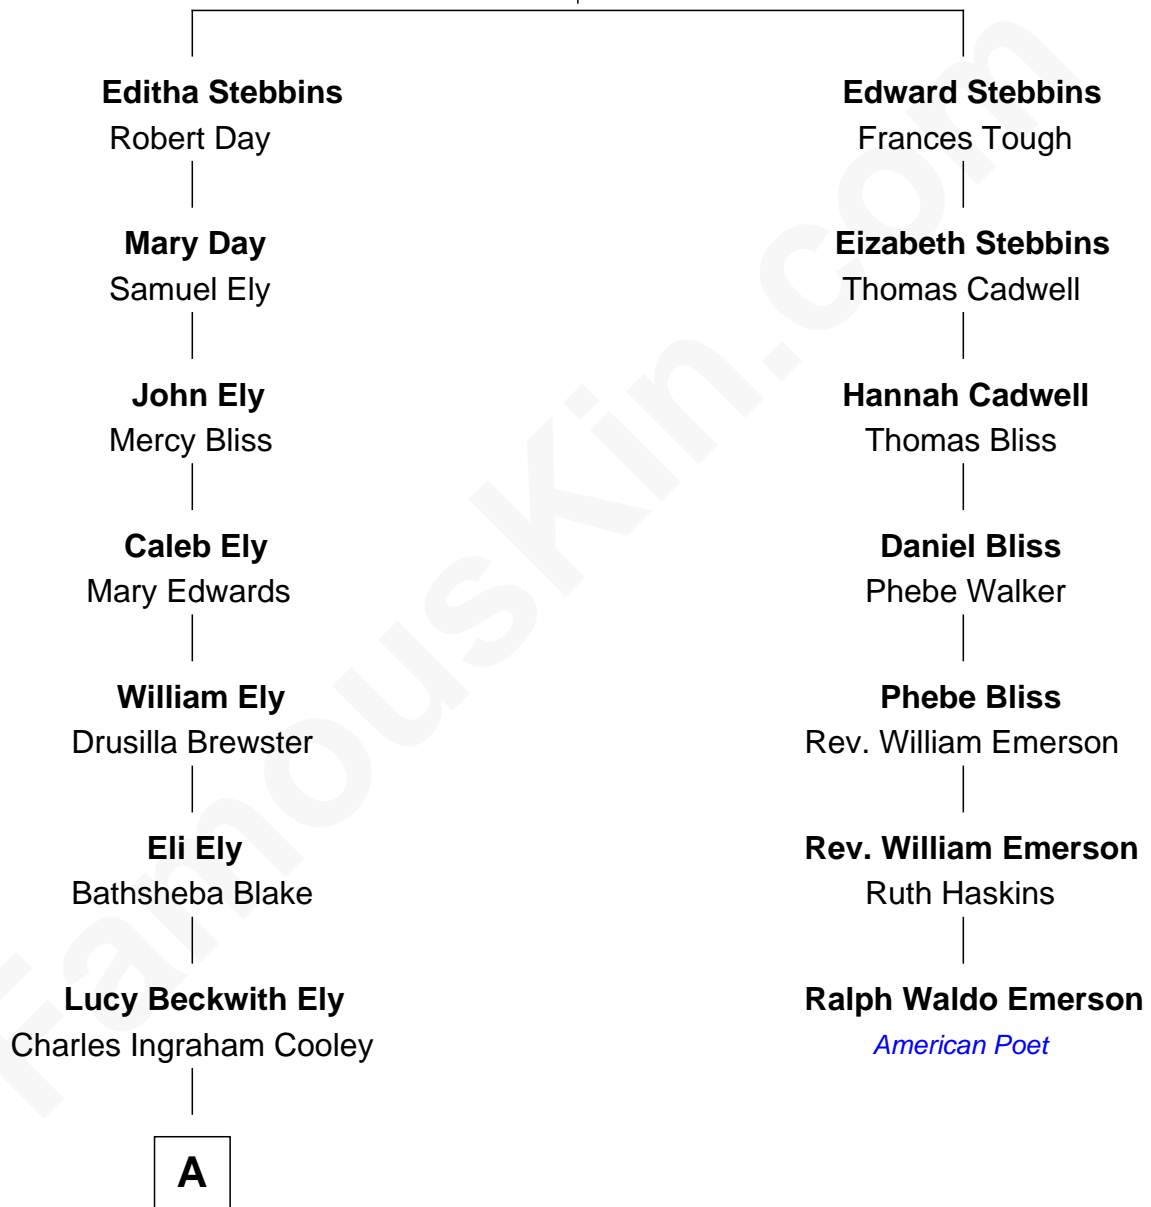 Editha Stebbins
Robert Day
Mary Day
Samuel Ely
John Ely
Mercy Bliss
Caleb Ely
Mary Edwards
William Ely
Drusilla Brewster
Eli Ely
Bathsheba Blake
Lucy Beckwith Ely
Charles Ingraham Cooley
A
Edward Stebbins
Frances Tough
Eizabeth Stebbins
Thomas Cadwell
Hannah Cadwell
Thomas Bliss
Daniel Bliss
Phebe Walker
Phebe Bliss
Rev. William Emerson
Rev. William Emerson
Ruth Haskins
Ralph Waldo Emerson
American Poet
FamousKin.com